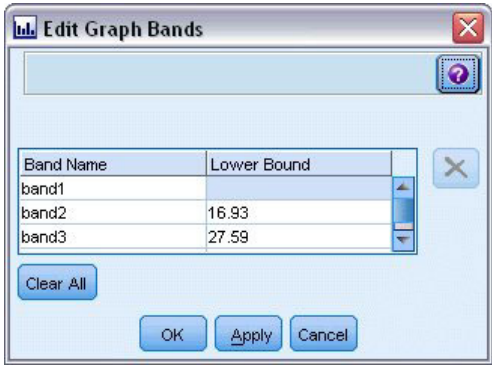 Edit Graph Bands
?
Band Name Lower Bound
band1
band2 16.93
band3 27.59
Clear All
OK Apply Cancel